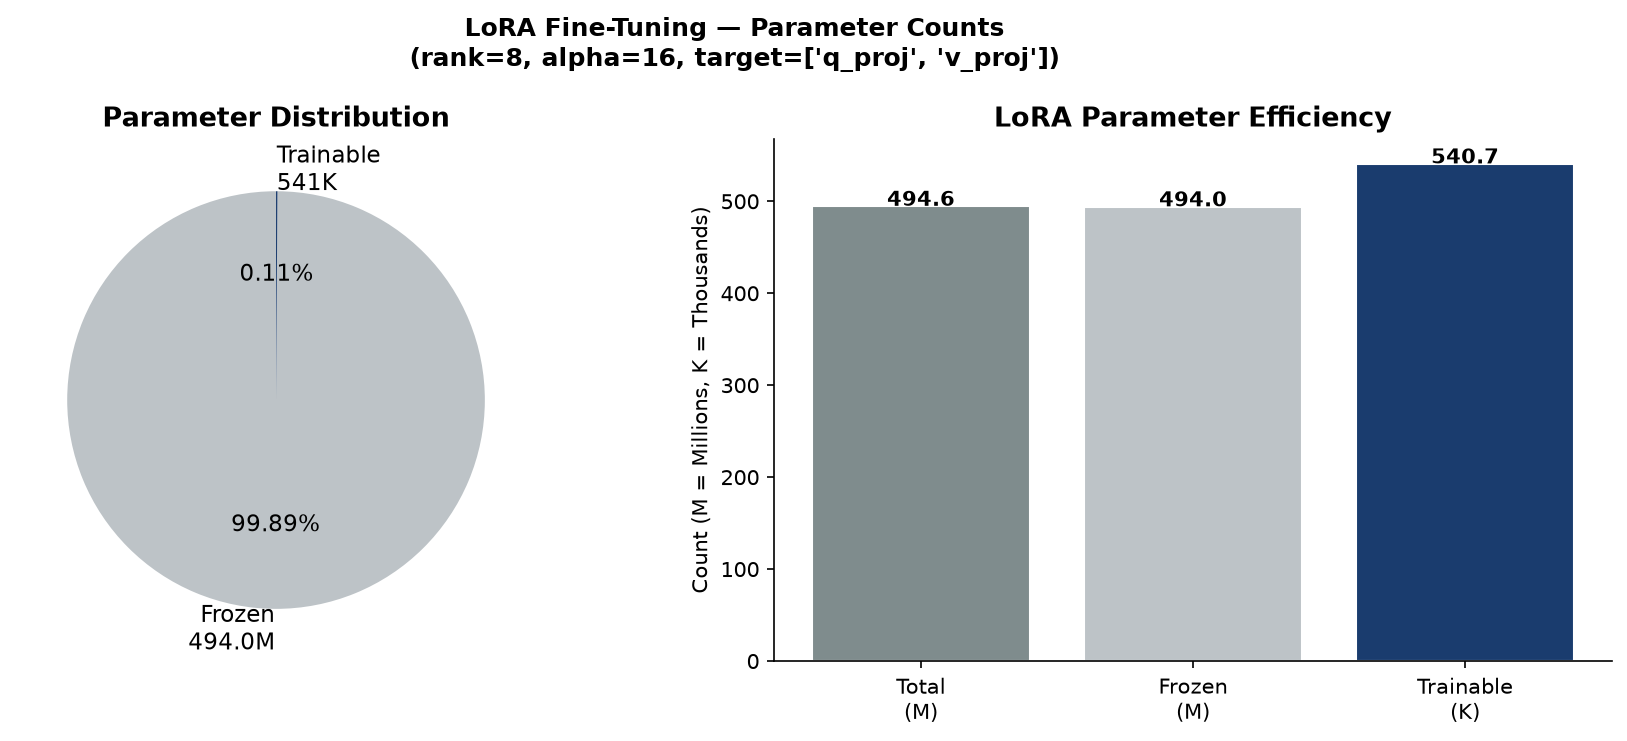 LoRA Fine-Tuning — Parameter Counts
(rank=8, alpha=16, target=['q_proj', 'v_proj'])
Parameter Distribution
Trainable
541K
0.11%
99.89%
Frozen
494.0M
LoRA Parameter Efficiency
Count (M = Millions, K = Thousands)
500
400
300
200
100
0
494.6
494.0
540.7
Total
(M)
Frozen
(M)
Trainable
(K)